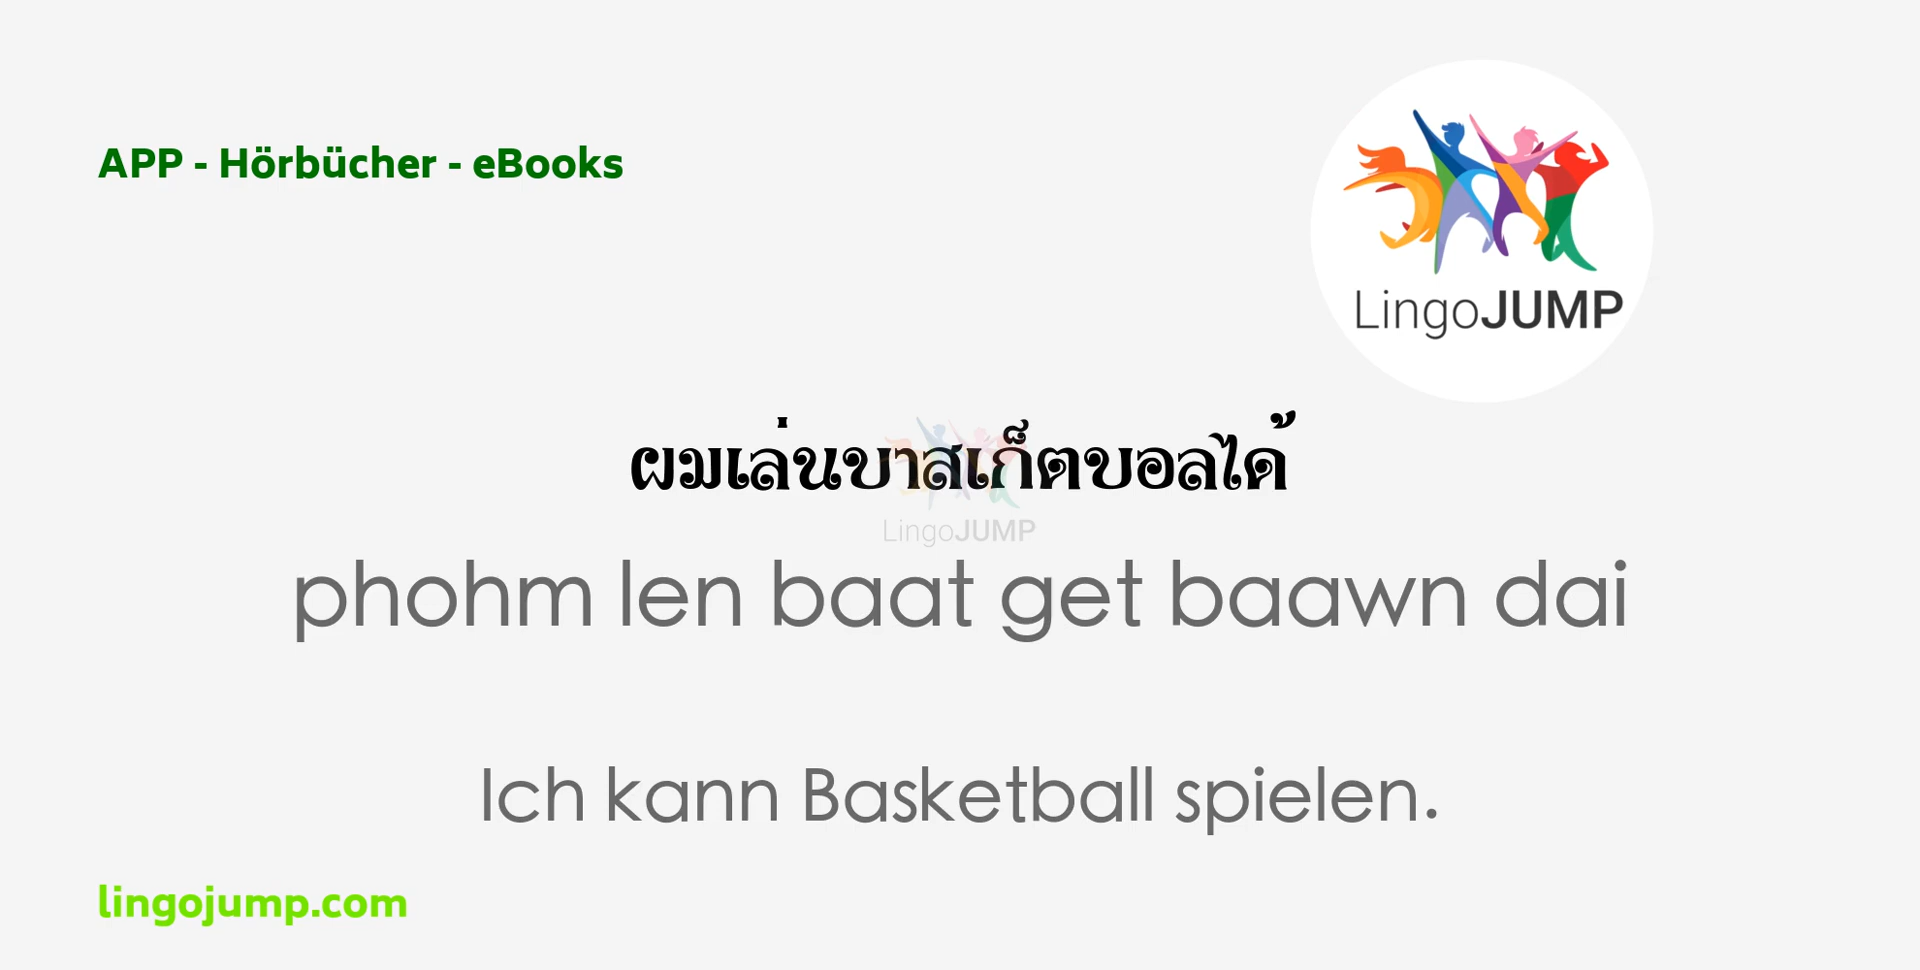 APP - Hörbücher - eBooks
LingoJUMP
ผมเล่นบาสเก็ตบอลได้
LingoJUMP
phohm len baat get baawn dai
Ich kann Basketball spielen.
lingojump.com